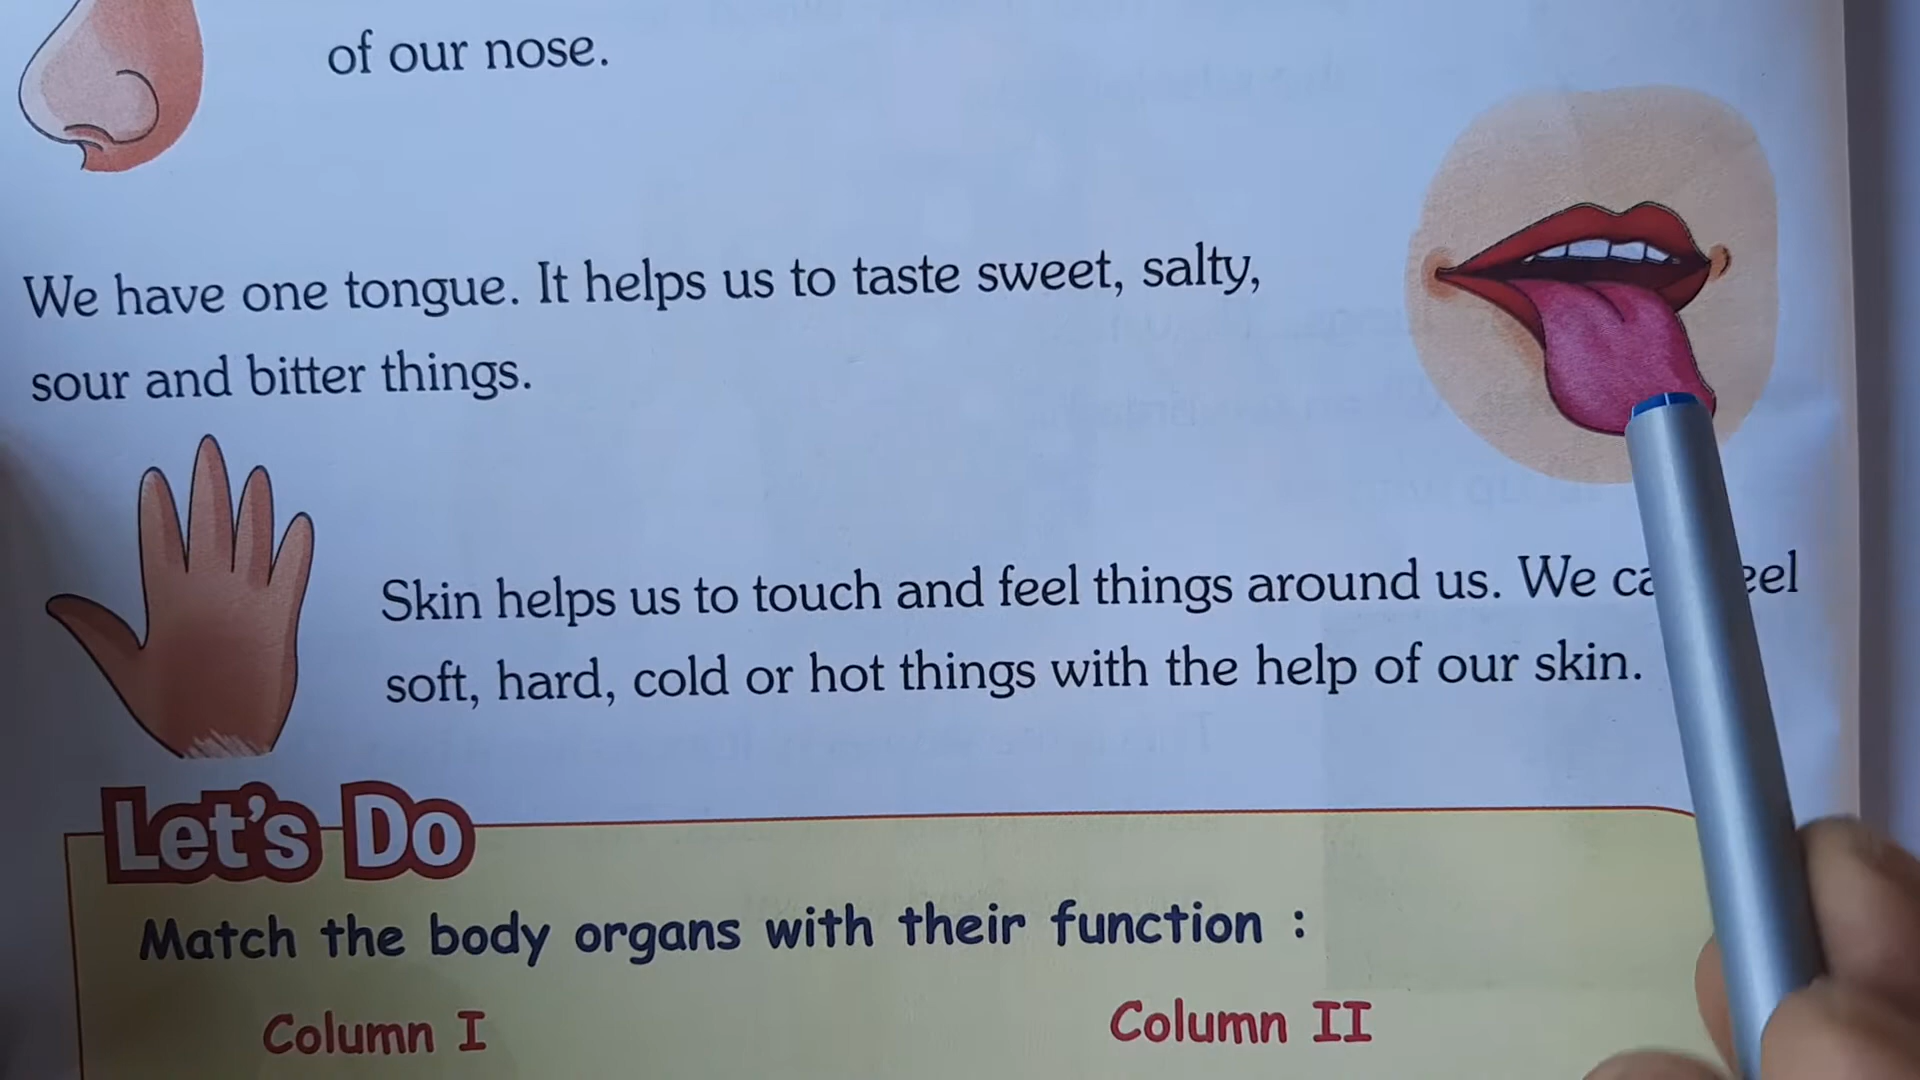 of our nose.
We have one tongue. It helps us to taste sweet, salty,
sour and bitter things.
Skin helps us to touch and feel things around us. We
soft, hard, cold or hot things with the help of our skin.
Let's Do
Match the body organs with their function :
Column I
Column II